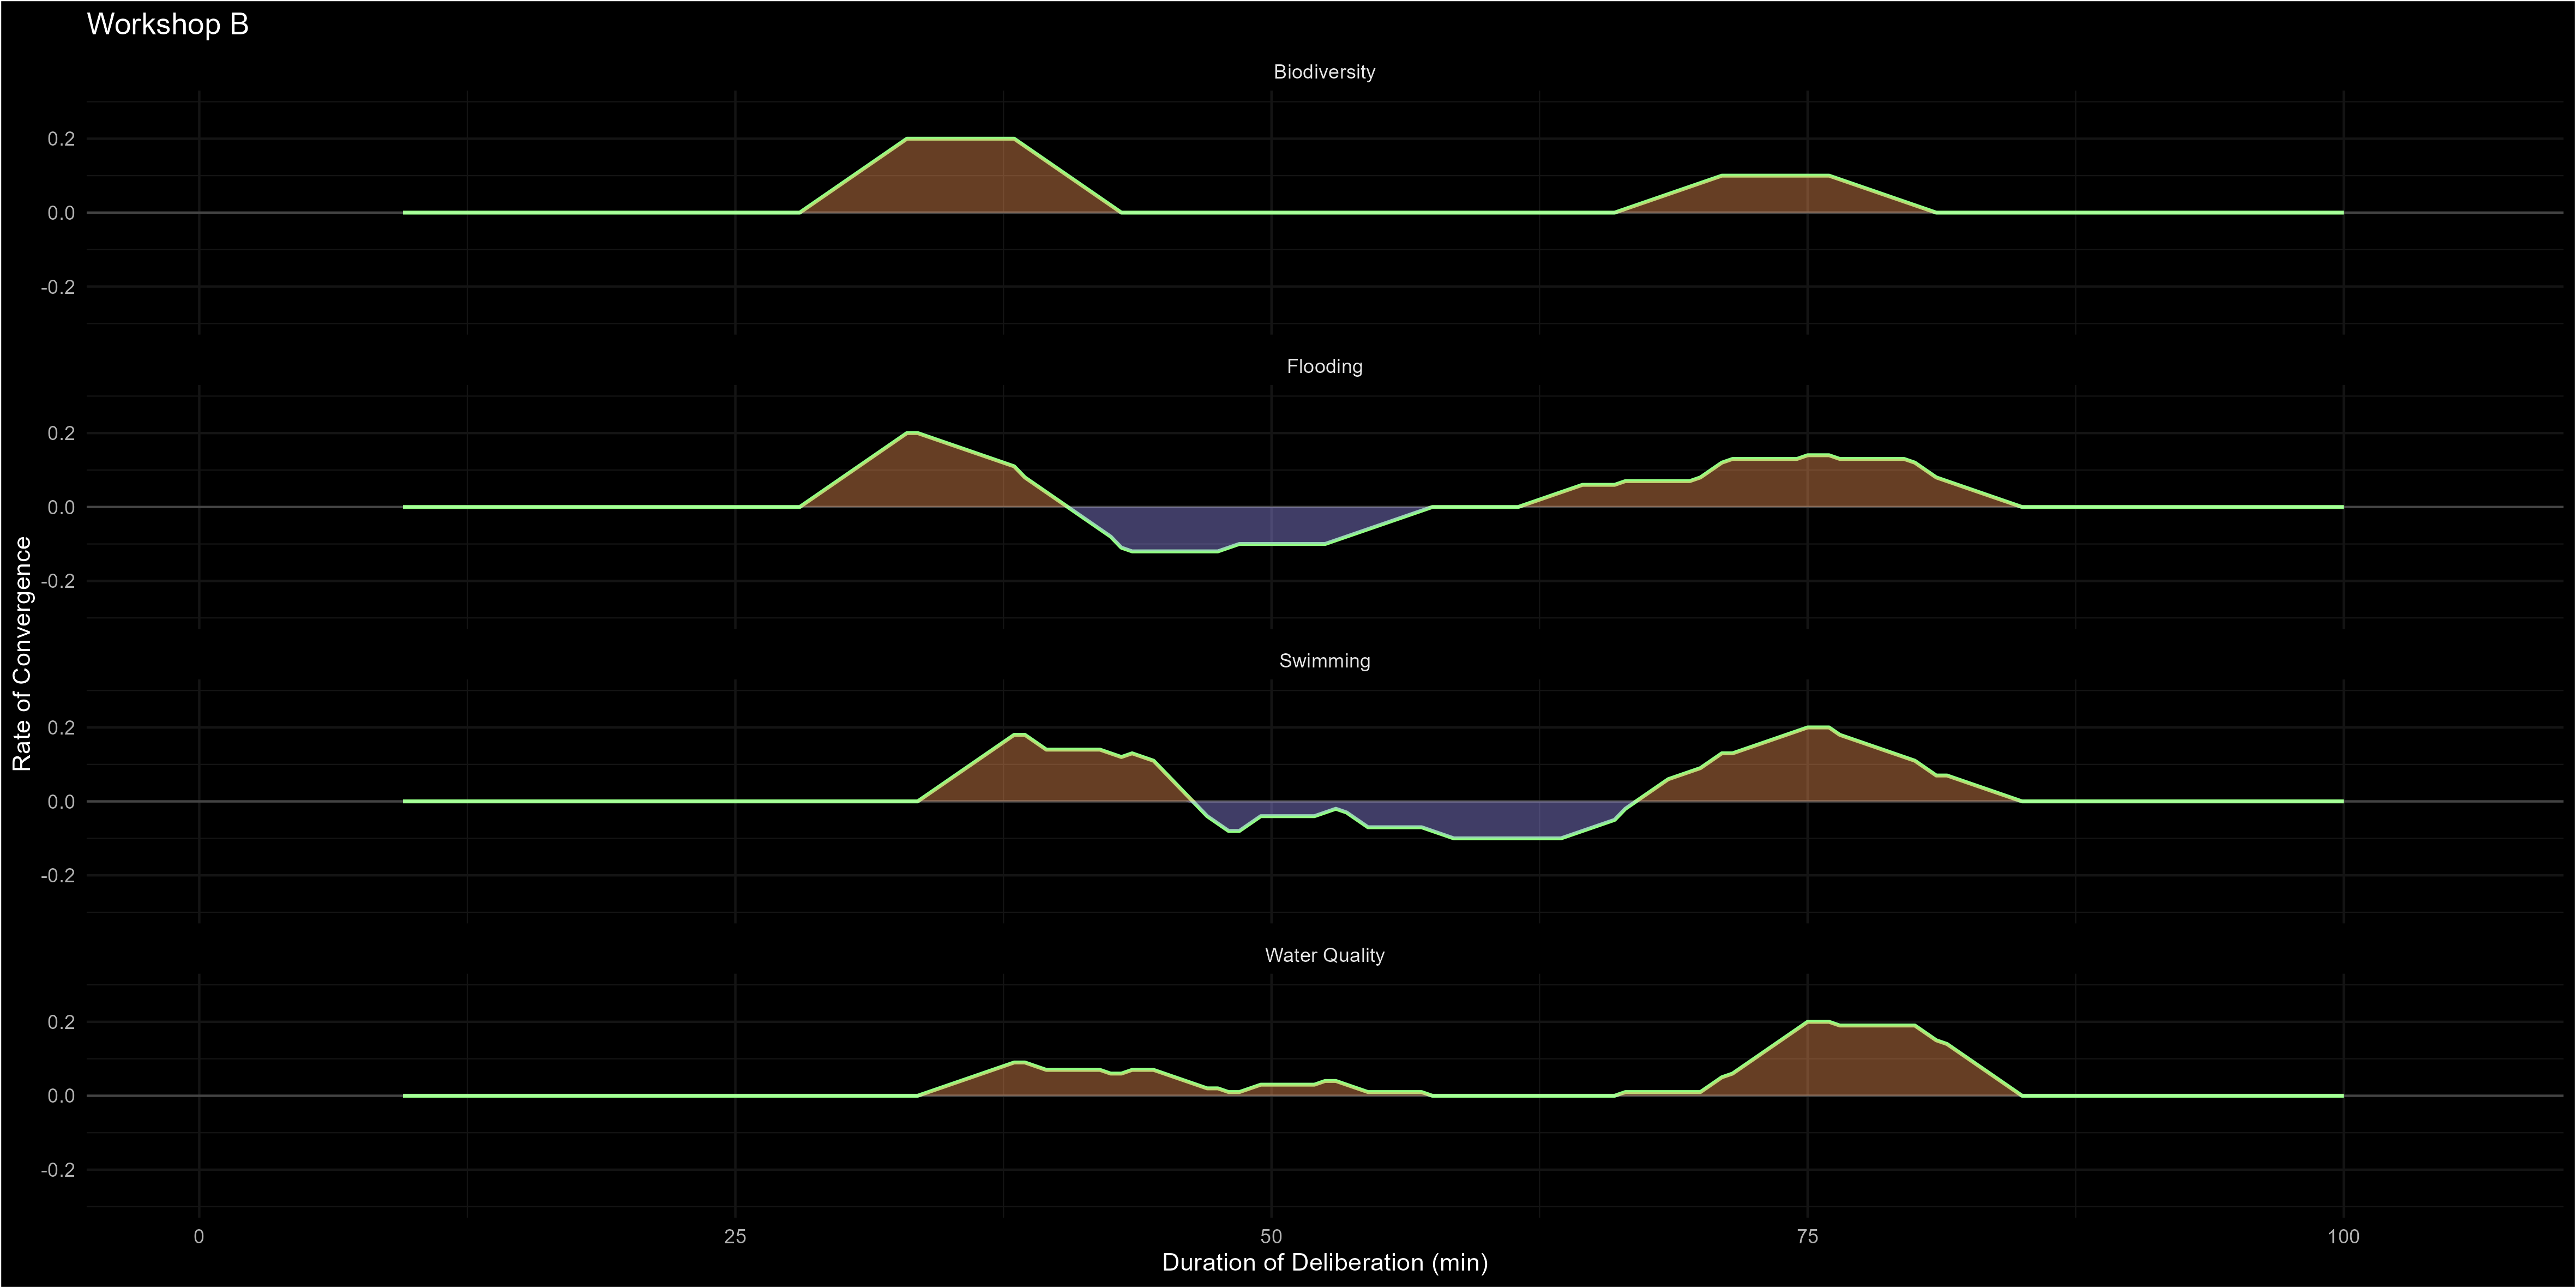 Workshop B
Biodiversity
0.2
0.0
-0.2
Flooding
0.2
0.0
-0.2
Swimming
0.2
0.0
-0.2
Water Quality
0.2
0.0
-0.2
Rate of Convergence
0 25 50 75 100
Duration of Deliberation (min)